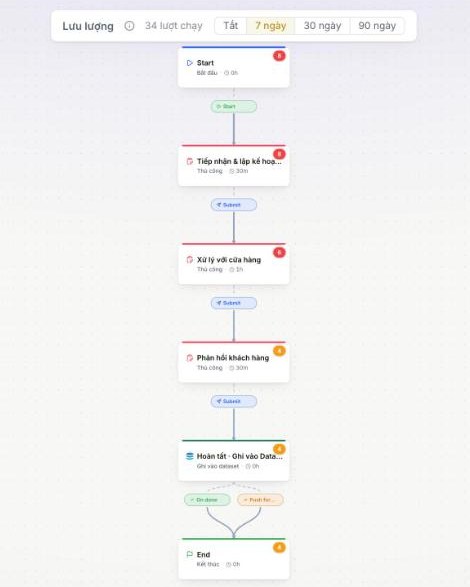 Lưu lượng 34 lượt chạy Tắt 7 ngày 30 ngày 90 ngày
Start
Bắt đầu 0h
Start
Tiếp nhận & lập kế hoạ...
Thủ công 30m
Submit
Xử lý với cửa hàng
Thủ công 1h
Submit
Phản hồi khách hàng
4
Thủ công 30m
Submit
Hoàn tất · Ghi vào Data...
4
Ghi vào dataset 0h
On done Push for...
End
4
Kết thúc 0h